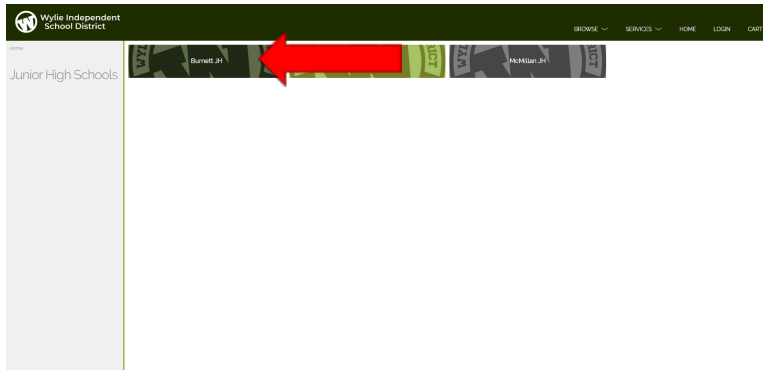 Wylie Independent
School District
BROWSE
SERVICES
HOME
LOGIN
CART
Home
Junior High Schools
Burnett JH
McMillan JH